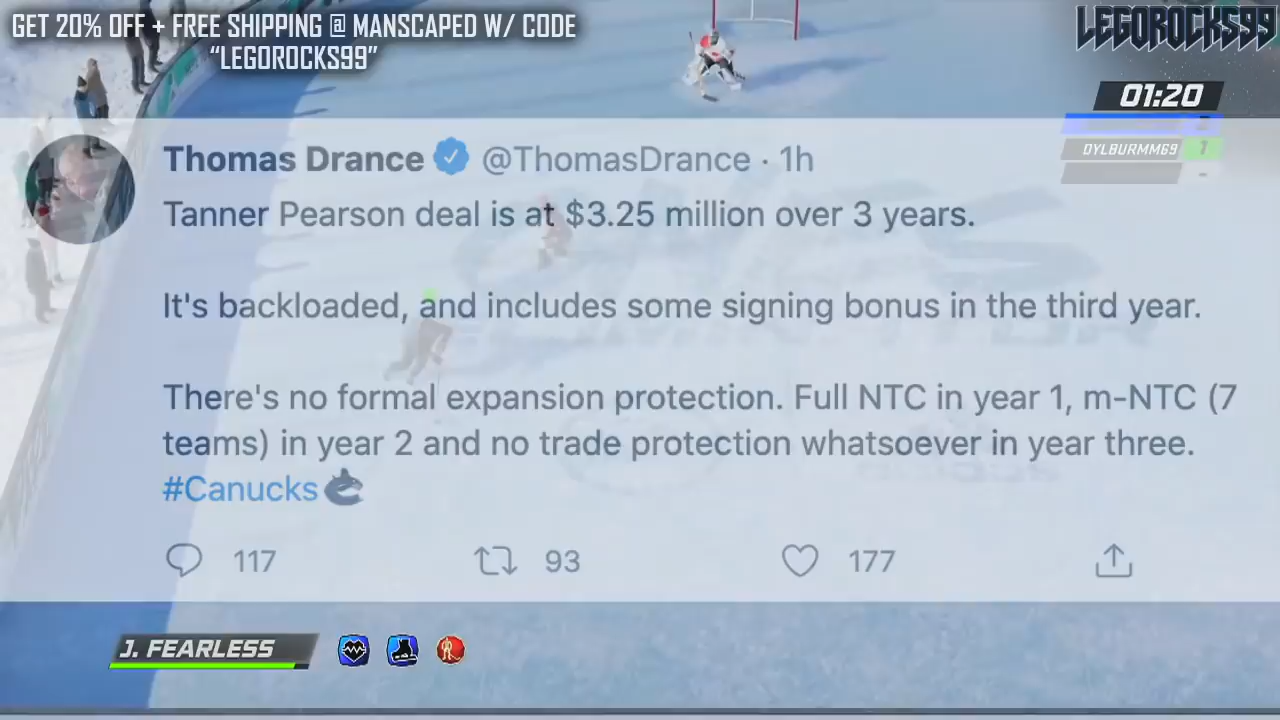 GET 20% OFF + FREE SHIPPING @ MANSCAPED W/ CODE
"LEGOROCKS99"
LEGOROCKS99
01:20
DYLBURMM69 1
Thomas Drance @ThomasDrance · 1h
Tanner Pearson deal is at $3.25 million over 3 years.
It's backloaded, and includes some signing bonus in the third year.
There's no formal expansion protection. Full NTC in year 1, m-NTC (7
teams) in year 2 and no trade protection whatsoever in year three.
#Canucks
117 93 177
J. FEARLESS